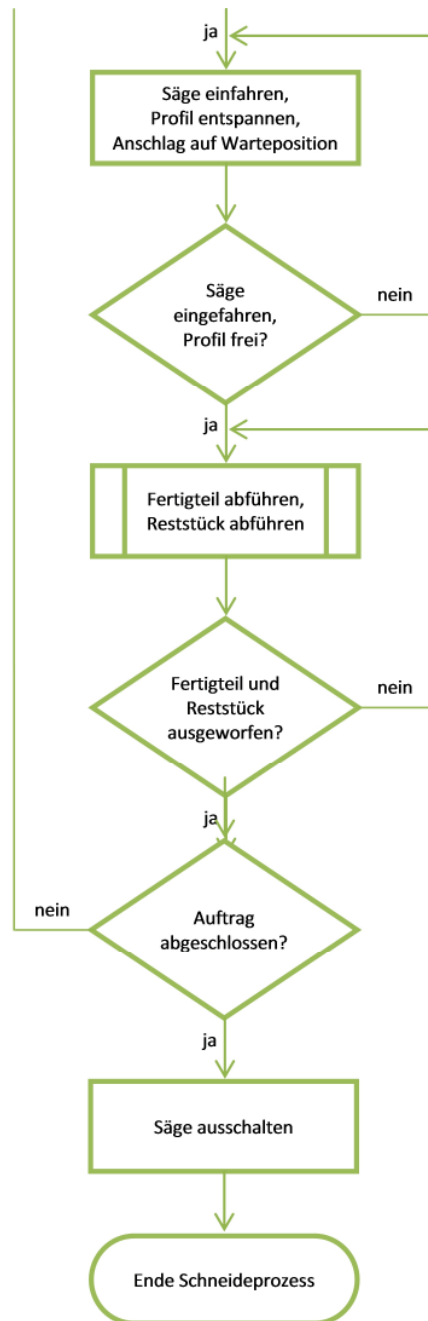 ja
Säge einfahren,
Profil entspannen,
Anschlag auf Warteposition
Säge
eingefahren,
Profil frei?
nein
ja
Fertigteil abführen,
Reststück abführen
Fertigteil und
Reststück
ausgeworfen?
nein
ja
nein
Auftrag
abgeschlossen?
ja
Säge ausschalten
Ende Schneideprozess